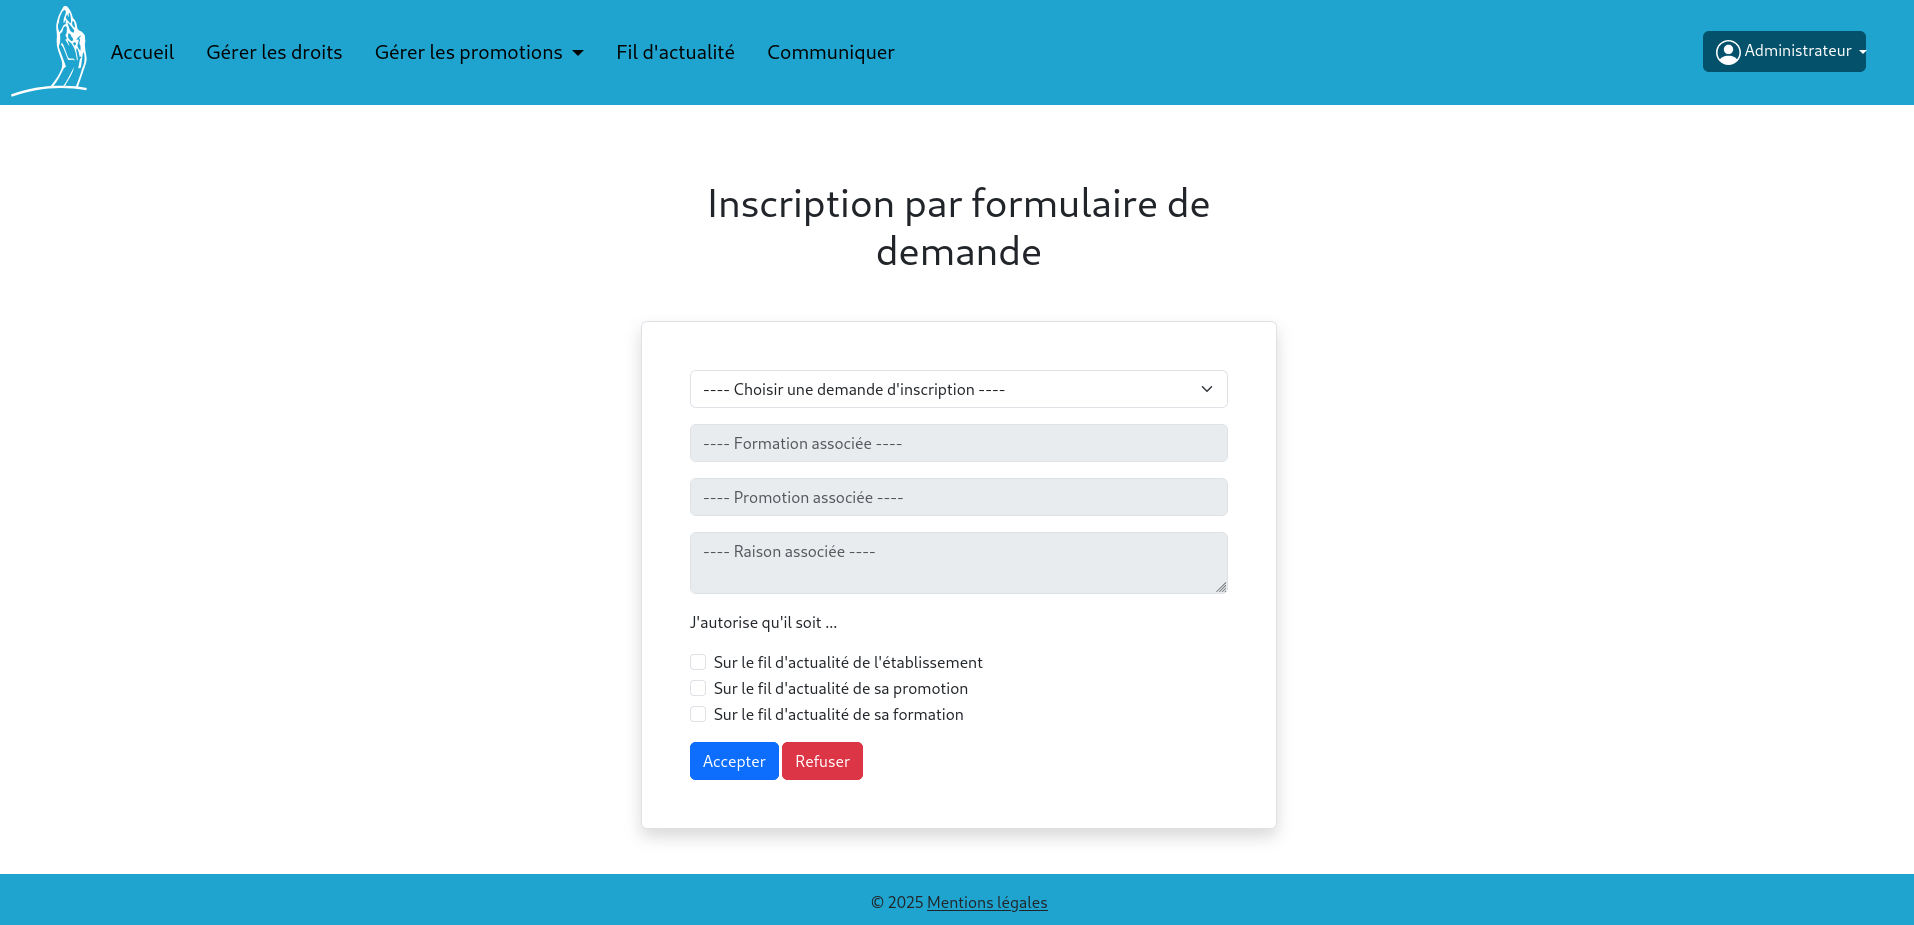 Accueil Gérer les droits Gérer les promotions Fil d'actualité Communiquer Administrateur
Inscription par formulaire de
demande
---- Choisir une demande d'inscription ----
---- Formation associée ----
---- Promotion associée ----
---- Raison associée ----
J'autorise qu'il soit ...
Sur le fil d'actualité de l'établissement
Sur le fil d'actualité de sa promotion
Sur le fil d'actualité de sa formation
Accepter Refuser
© 2025 Mentions légales